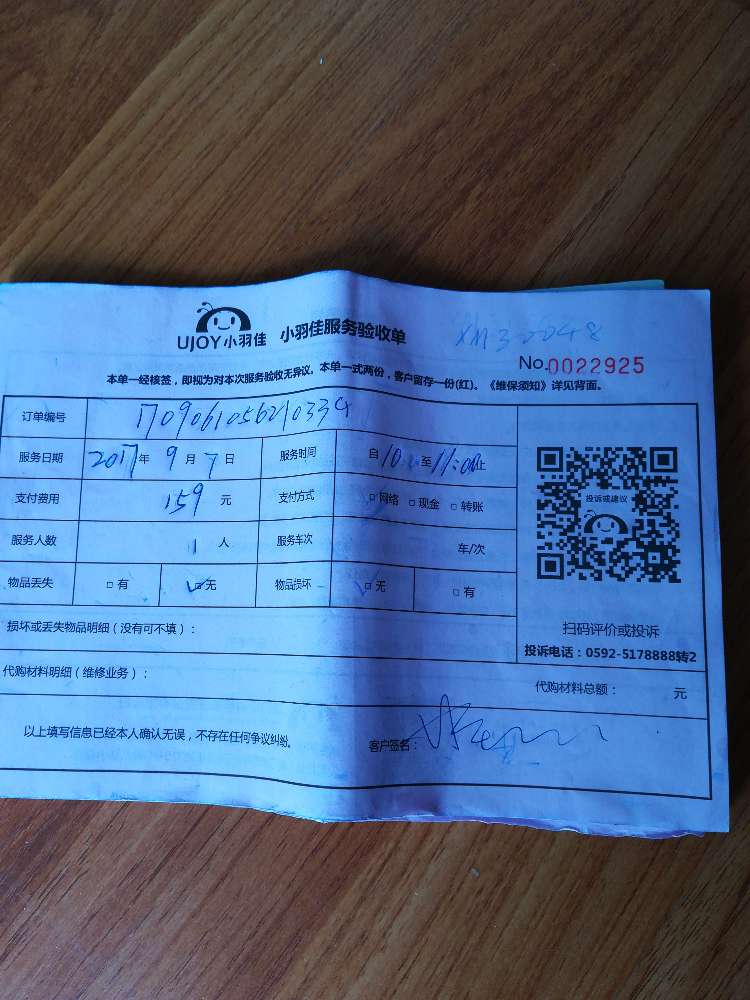 UJOY小羽佳 小羽佳服务验收单
XM3-2048
No.0022925
本单一经核签，即视为对本次服务验收无异议。本单一式两份，客户留存一份(红)。《维保须知》详见背面。
订单编号 1709061056210334
服务日期 2017年 9月 7日 服务时间 自10:00至11:00止
支付费用 159 元 支付方式 □网络 □现金 □转账
服务人数 1 人 服务车次 车/次
物品丢失 □有 □无 物品损坏 □无 □有
投诉或建议
扫码评价或投诉
投诉电话：0592-5178888转2
损坏或丢失物品明细（没有可不填）：
代购材料明细（维修业务）： 代购材料总额： 元
以上填写信息已经本人确认无误，不存在任何争议纠纷。 客户签名：